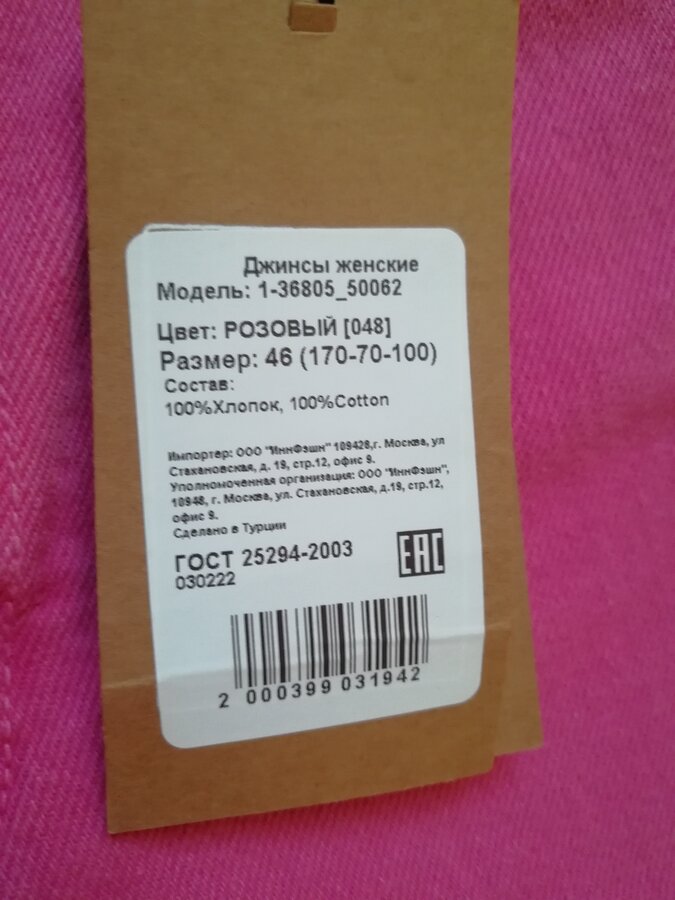 Джинсы женские
Модель: 1-36805_50062
Цвет: РОЗОВЫЙ [048]
Размер: 46 (170-70-100)
Состав:
100%Хлопок, 100%Cotton
Импортер: ООО "ИннФэшн" 109428,г. Москва, ул
Стахановская, д. 19, стр.12, офис 9.
Уполномоченная организация: ООО "ИннФэшн",
10948, г. Москва, ул. Стахановская, д.19, стр.12,
офис 9.
Сделано в Турции
ГОСТ 25294-2003
030222
EAC
2 000399 031942